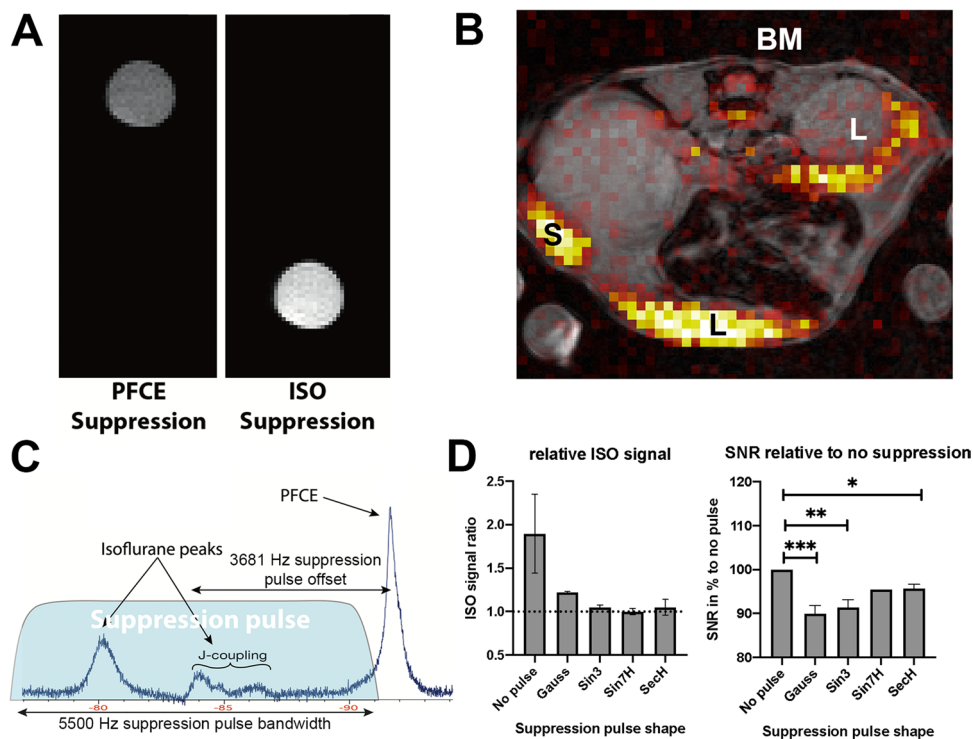 A
PFCE
Suppression
ISO
Suppression
B
BM
L
S
L
C
PFCE
Isoflurane peaks
3681 Hz suppression
pulse offset
Suppression pulse
J-coupling
-80
-85
-90
5500 Hz suppression pulse bandwidth
D
relative ISO signal
ISO signal ratio
2.5
2.0
1.5
1.0
0.5
No pulse
Gauss
Sin3
Sin7H
SecH
Suppression pulse shape
SNR relative to no suppression
SNR in % to no pulse
120
110
100
90
80
*
**
***
No pulse
Gauss
Sin3
Sin7H
SecH
Suppression pulse shape